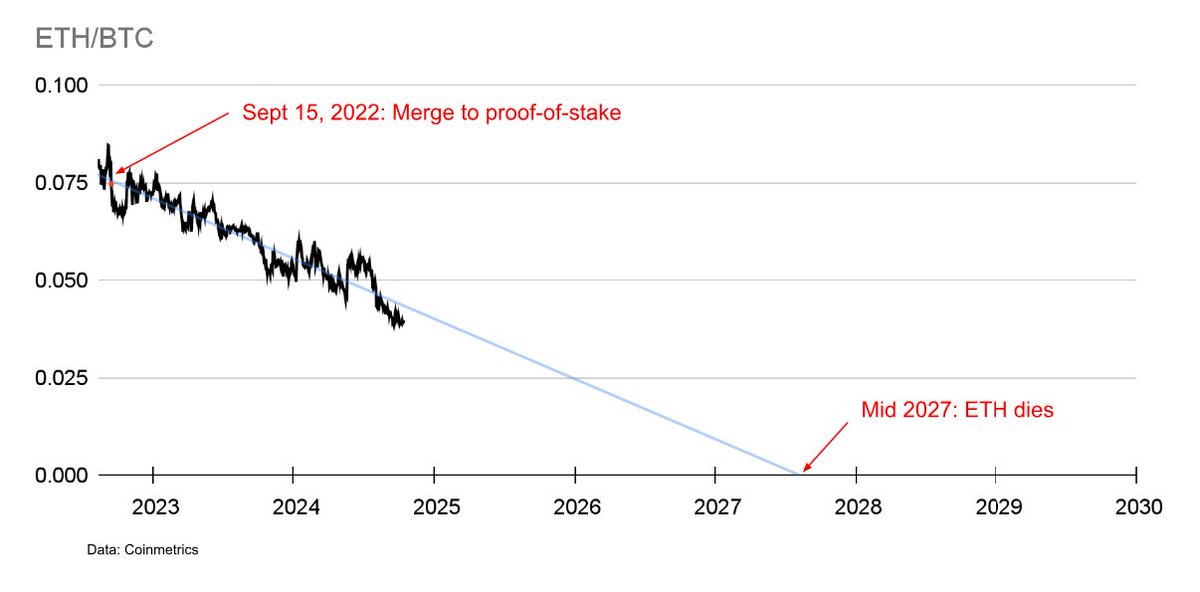 ETH/BTC
0.100
Sept 15, 2022: Merge to proof-of-stake
0.075
0.050
0.025
Mid 2027: ETH dies
0.000
2023 2024 2025 2026 2027 2028 2029 2030
Data: Coinmetrics